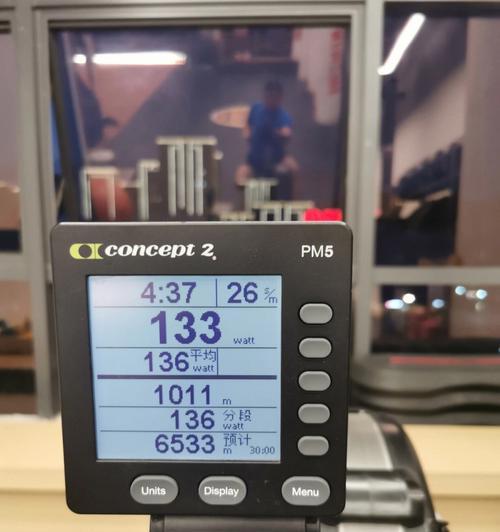 concept 2.
PM5
4:37 26 s/m
133 watt
136 平均 watt
1011 m
136 分段 watt
6533 预计 m 30:00
Units Display Menu